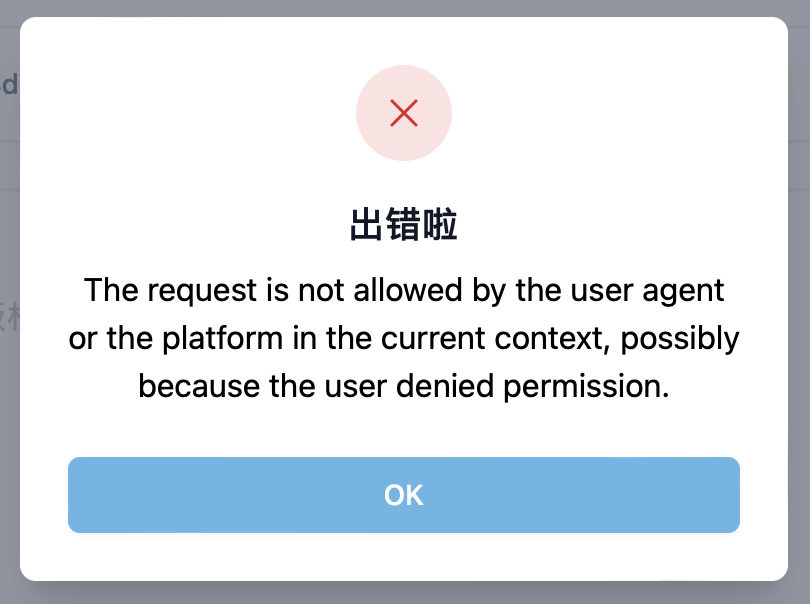 出错啦
The request is not allowed by the user agent
or the platform in the current context, possibly
because the user denied permission.
OK